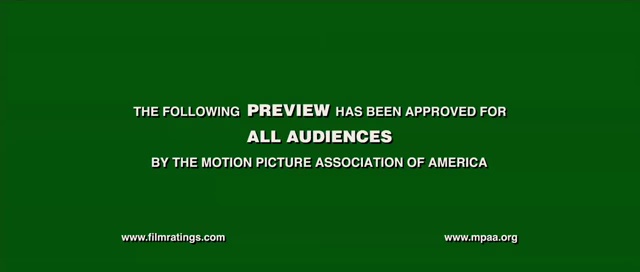 THE FOLLOWING PREVIEW HAS BEEN APPROVED FOR
ALL AUDIENCES
BY THE MOTION PICTURE ASSOCIATION OF AMERICA
www.filmratings.com www.mpaa.org